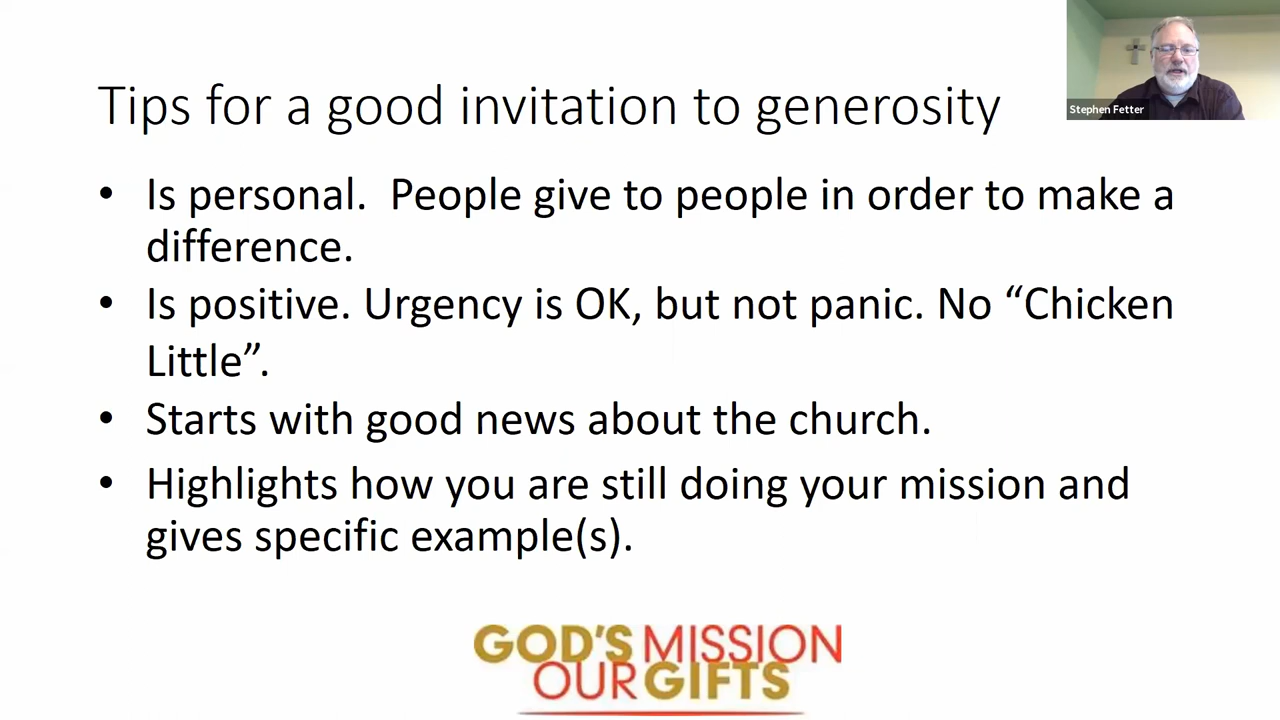 Tips for a good invitation to generosity
Stephen Fetter
• Is personal.  People give to people in order to make a
difference.
• Is positive. Urgency is OK, but not panic. No “Chicken
Little”.
• Starts with good news about the church.
• Highlights how you are still doing your mission and
gives specific example(s).
GOD'S MISSION
OUR GIFTS